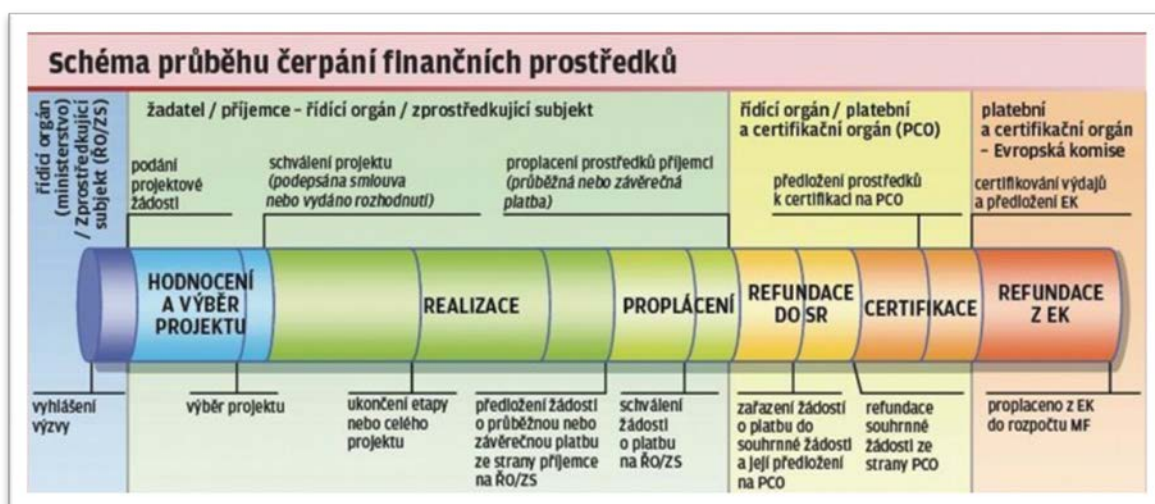 Schéma průběhu čerpání finančních prostředků
řídící orgán
(ministerstvo)
/ Zprostředkující
subjekt (ŘO/ZS)
žadatel / příjemce – řídící orgán / zprostředkující subjekt
řídící orgán / platební
a certifikační orgán (PCO)
platební
a certifikační orgán
– Evropská komise
podání
projektové
žádosti
schválení projektu
(podepsána smlouva
nebo vydáno rozhodnutí)
proplacení prostředků příjemci
(průběžná nebo závěrečná
platba)
předložení prostředků
k certifikaci na PCO
certifikování výdajů
a předložení EK
HODNOCENÍ
A VÝBĚR
PROJEKTU
REALIZACE
PROPLÁCENÍ
REFUNDACE
DO SR
CERTIFIKACE
REFUNDACE
Z EK
vyhlášení
výzvy
výběr projektu
ukončení etapy
nebo celého
projektu
předložení žádosti
o průběžnou nebo
závěrečnou platbu
ze strany příjemce
na ŘO/ZS
schválení
žádosti
o platbu
na ŘO/ZS
zařazení žádosti
o platbu do
souhrnné žádosti
a její předložení
na PCO
refundace
souhrnné
žádosti ze
strany PCO
proplaceno z EK
do rozpočtu MF